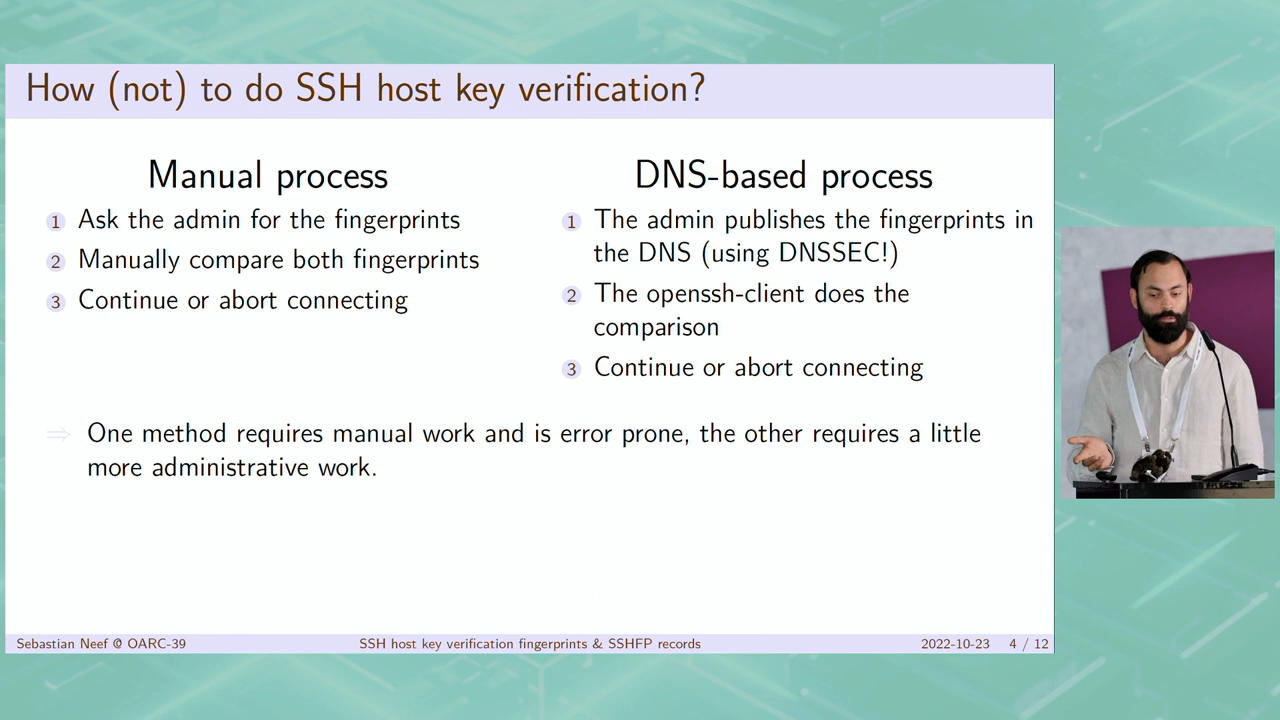 How (not) to do SSH host key verification?
Manual process
1 Ask the admin for the fingerprints
2 Manually compare both fingerprints
3 Continue or abort connecting
DNS-based process
1 The admin publishes the fingerprints in
the DNS (using DNSSEC!)
2 The openssh-client does the
comparison
3 Continue or abort connecting
⇒ One method requires manual work and is error prone, the other requires a little
more administrative work.
Sebastian Neef @ OARC-39 SSH host key verification fingerprints & SSHFP records 2022-10-23 4 / 12